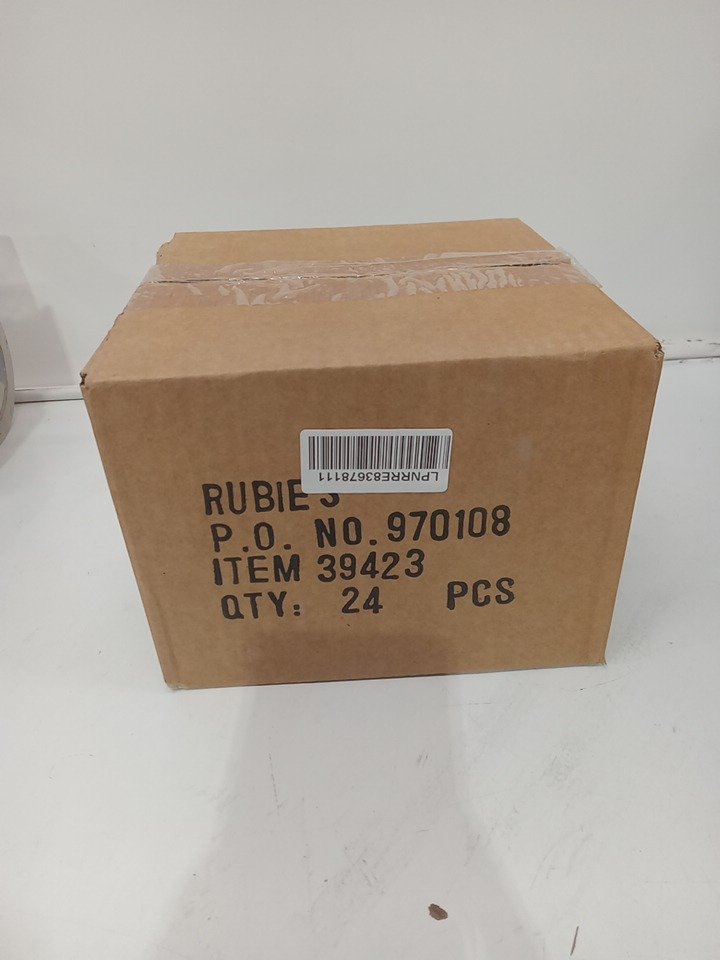 LPNRRE83678111
RUBIE'S
P.O. NO. 970108
ITEM 39423
QTY: 24 PCS